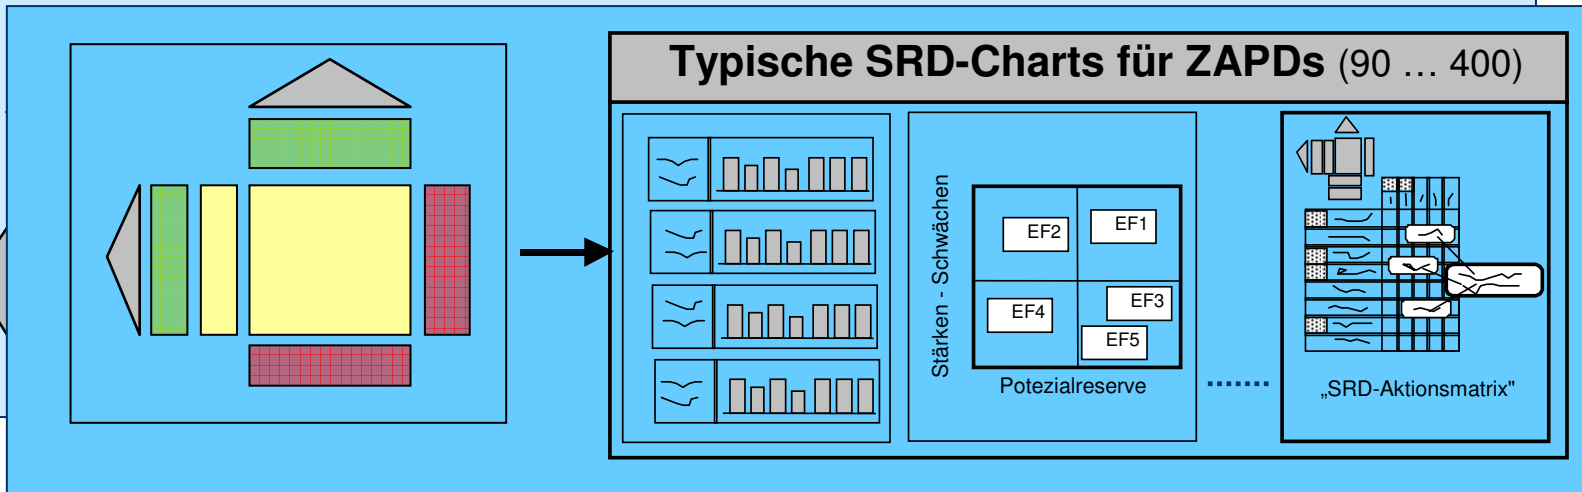 Typische SRD-Charts für ZAPDs (90 … 400)
Stärken - Schwächen
EF2
EF1
EF4
EF3
EF5
Potezialreserve
.......
„SRD-Aktionsmatrix"